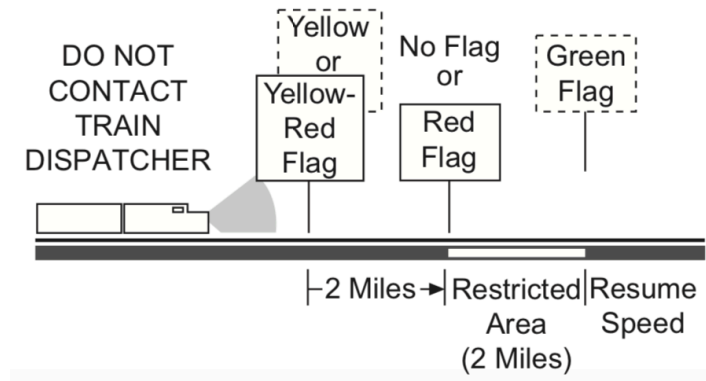 DO NOT
CONTACT
TRAIN
DISPATCHER
Yellow
or
Yellow-
Red
Flag
No Flag
or
Red
Flag
Green
Flag
2 Miles
Restricted
Area
(2 Miles)
Resume
Speed